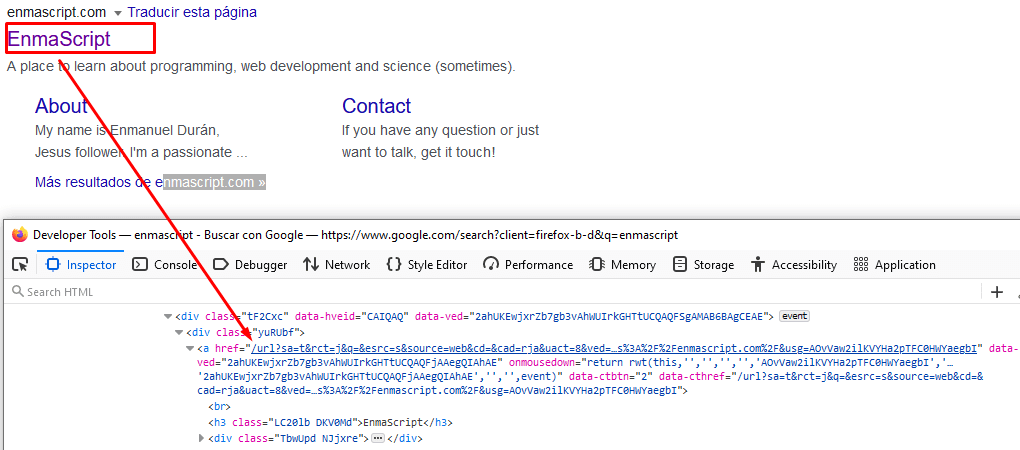 enmascript.com ▼ Traducir esta página
EnmaScript
A place to learn about programming, web development and science (sometimes).
About
My name is Enmanuel Durán,
Jesus follower, I'm a passionate ...
Contact
If you have any question or just
want to talk, get it touch!
Más resultados de enmascript.com »
Developer Tools — enmascript - Buscar con Google — https://www.google.com/search?client=firefox-b-d&q=enmascript
Inspector Console Debugger Network {} Style Editor Performance Memory Storage Accessibility Application
Search HTML +
<div class="tF2Cxc" data-hveid="CAIQAQ" data-ved="2ahUKEwjxrZb7gb3vAhWUIrkGHTtUCQAQFSgAMAB6BAgCEAE"> event
<div class="yuRUbf">
<a href="/url?sa=t&rct=j&q=&esrc=s&source=web&cd=&cad=rja&uact=8&ved=…s%3A%2F%2Fenmascript.com%2F&usg=AOvVaw2ilKVYHa2pTFC0HWYaegbI" data-
ved="2ahUKEwjxrZb7gb3vAhWUIrkGHTtUCQAQFjAAegQIAhAE" onmousedown="return rwt(this,'','','','','AOvVaw2ilKVYHa2pTFC0HWYaegbI','…
'2ahUKEwjxrZb7gb3vAhWUIrkGHTtUCQAQFjAAegQIAhAE','','',event)" data-ctbtn="2" data-cthref="/url?sa=t&rct=j&q=&esrc=s&source=web&cd=&
cad=rja&uact=8&ved=…s%3A%2F%2Fenmascript.com%2F&usg=AOvVaw2ilKVYHa2pTFC0HWYaegbI">
<br>
<h3 class="LC20lb DKV0Md">EnmaScript</h3>
<div class="TbwUpd NJjxre">…</div>